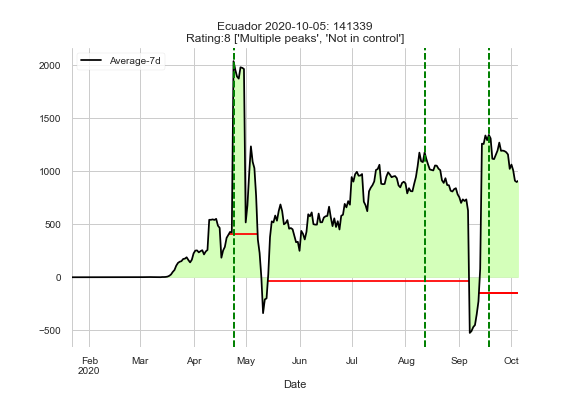 Ecuador 2020-10-05: 141339
Rating:8 ['Multiple peaks', 'Not in control']
Average-7d
2000
1500
1000
500
0
−500
Feb Mar Apr May Jun Jul Aug Sep Oct
2020
Date